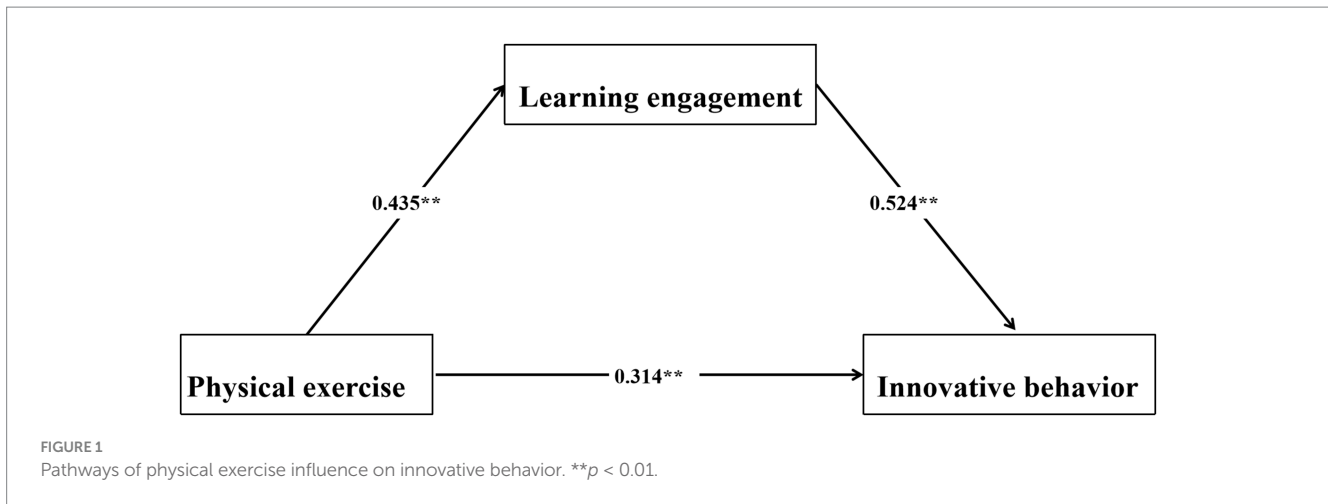 Learning engagement
0.435**
0.524**
Physical exercise
0.314**
Innovative behavior
FIGURE 1
Pathways of physical exercise influence on innovative behavior. **p < 0.01.